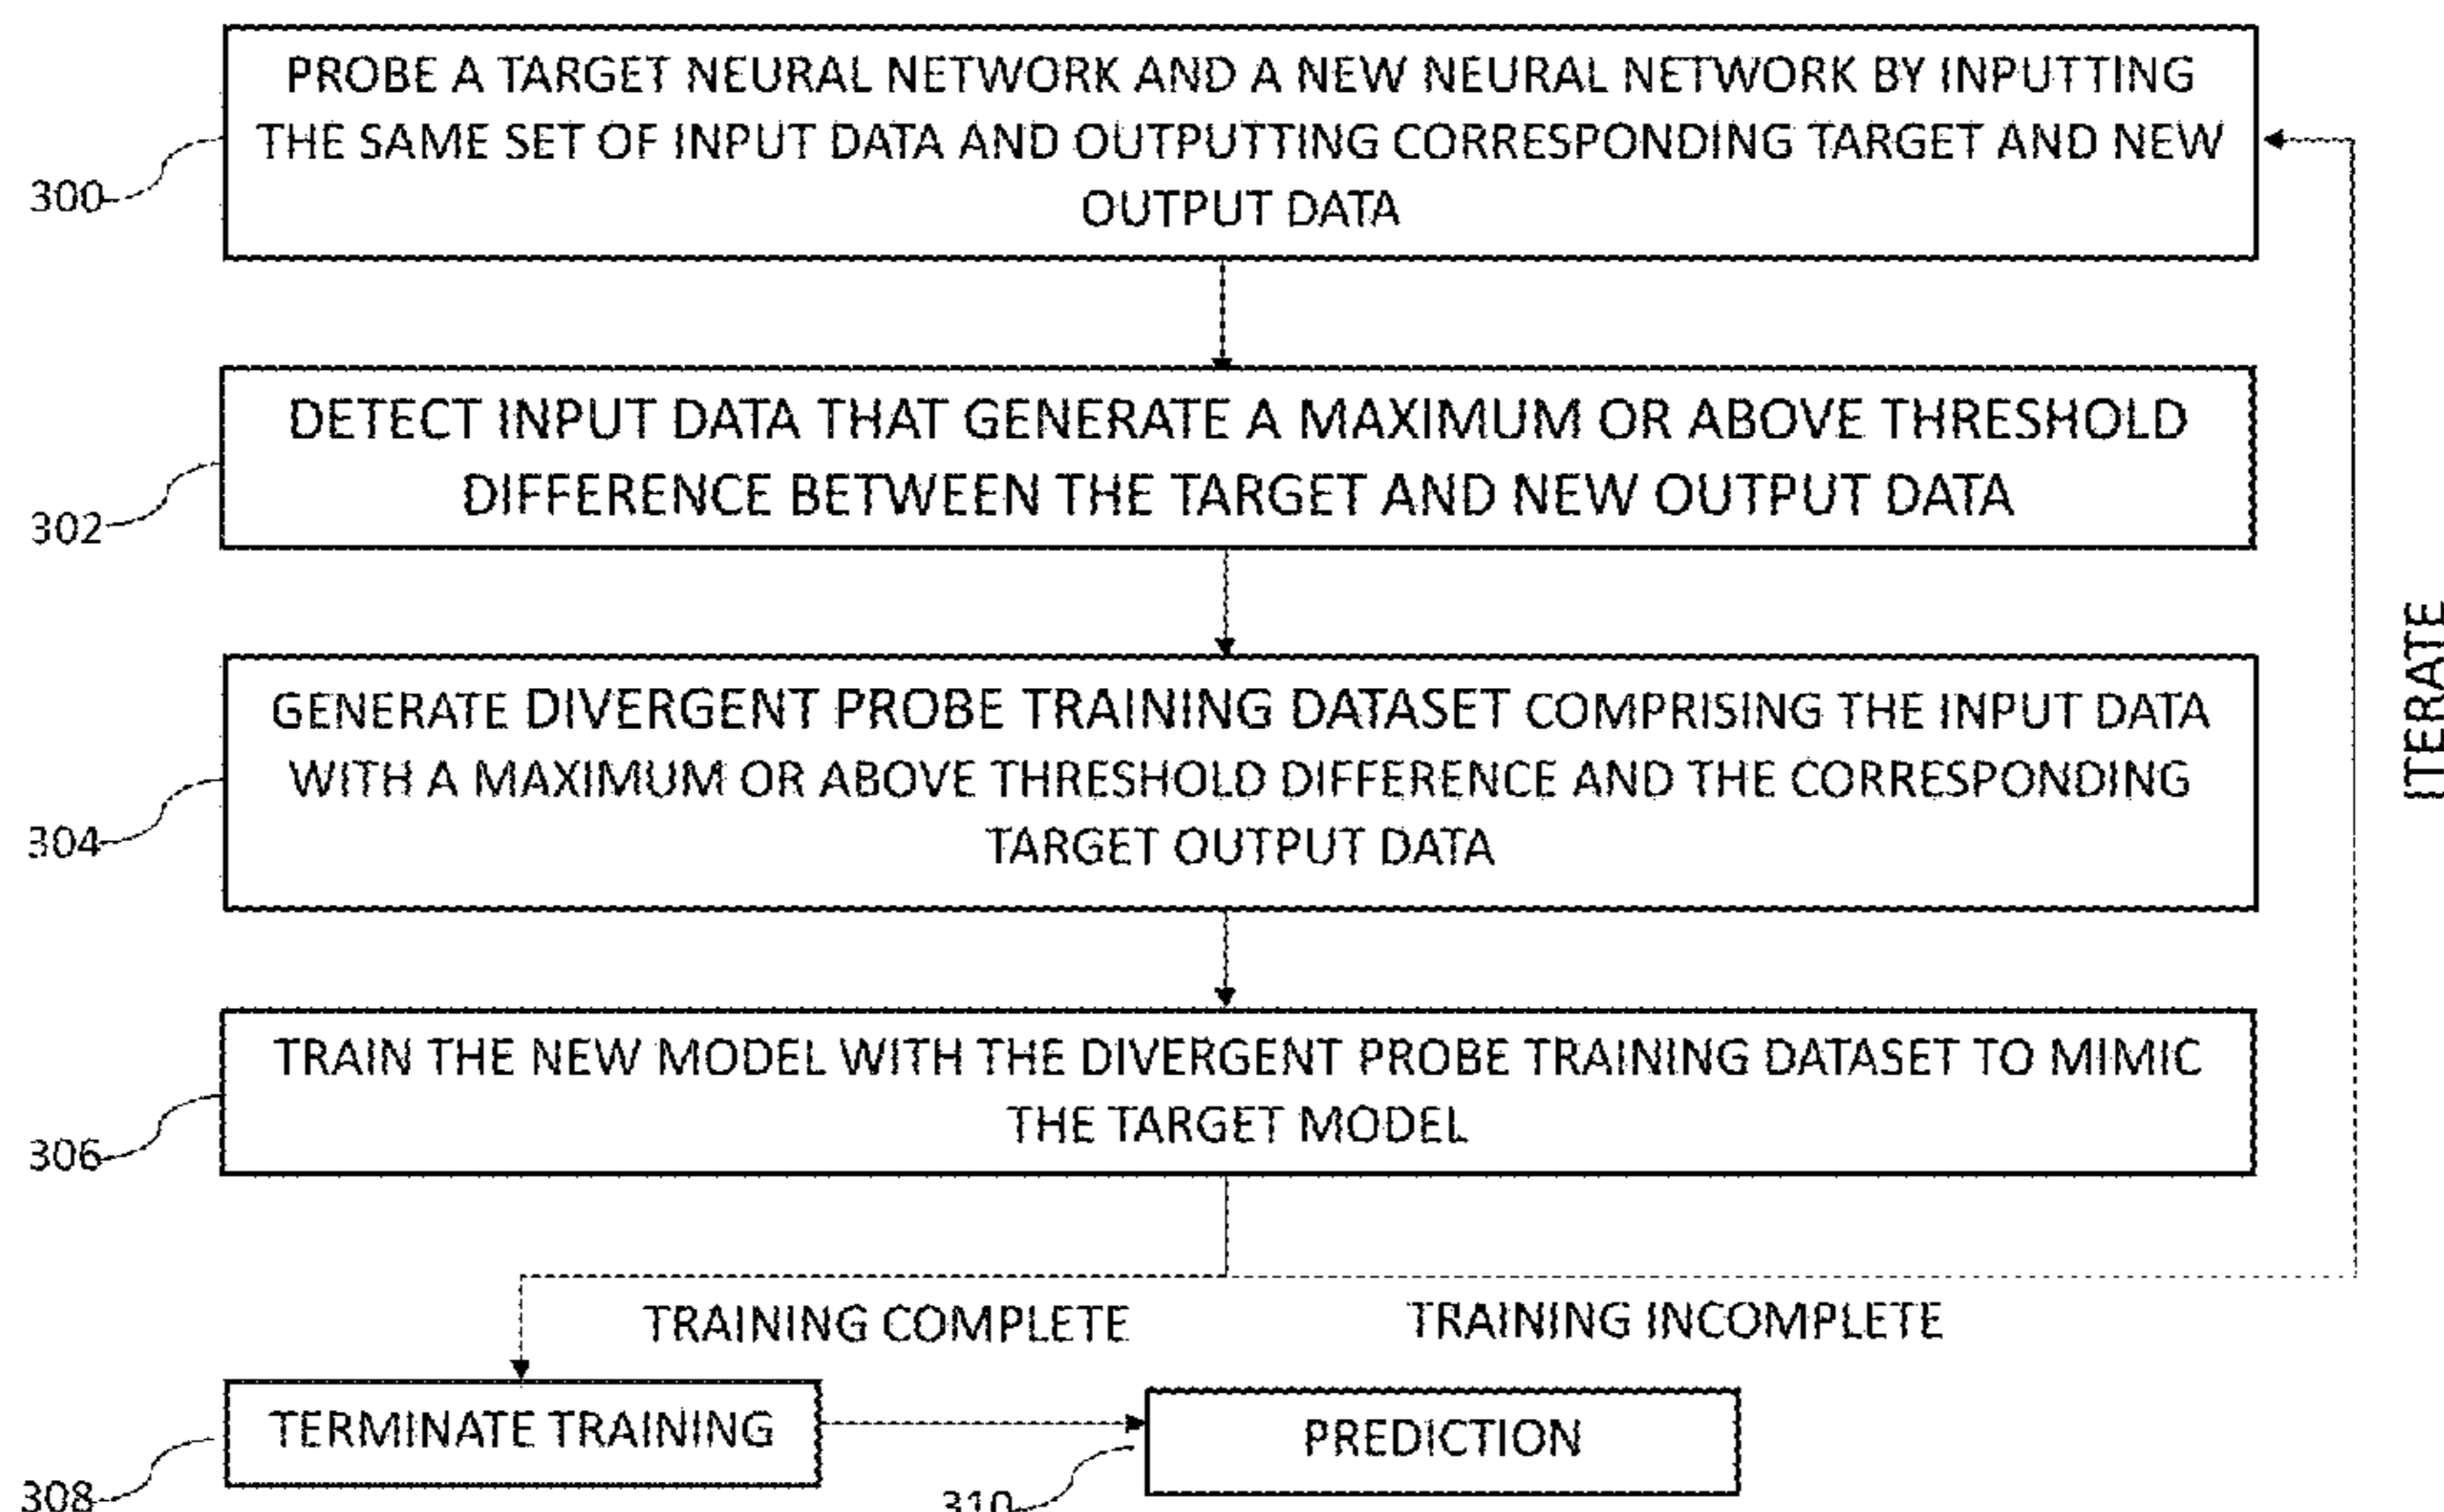 PROBE A TARGET NEURAL NETWORK AND A NEW NEURAL NETWORK BY INPUTTING
THE SAME SET OF INPUT DATA AND OUTPUTTING CORRESPONDING TARGET AND NEW
OUTPUT DATA
300
DETECT INPUT DATA THAT GENERATE A MAXIMUM OR ABOVE THRESHOLD
DIFFERENCE BETWEEN THE TARGET AND NEW OUTPUT DATA
302
ITERATE
GENERATE DIVERGENT PROBE TRAINING DATASET COMPRISING THE INPUT DATA
WITH A MAXIMUM OR ABOVE THRESHOLD DIFFERENCE AND THE CORRESPONDING
TARGET OUTPUT DATA
304
TRAIN THE NEW MODEL WITH THE DIVERGENT PROBE TRAINING DATASET TO MIMIC
THE TARGET MODEL
306
TRAINING COMPLETE
TRAINING INCOMPLETE
TERMINATE TRAINING
308
PREDICTION
310